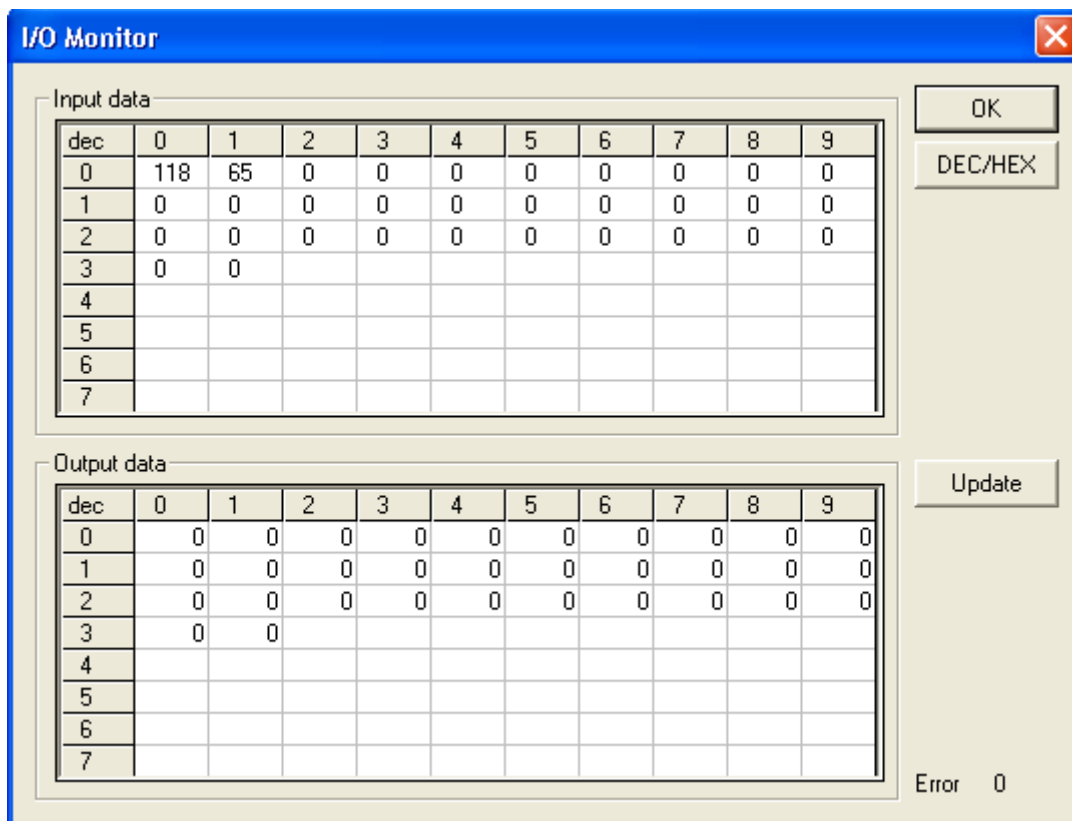 I/O Monitor
Input data
OK
dec 0 1 2 3 4 5 6 7 8 9
0 118 65 0 0 0 0 0 0 0 0
DEC/HEX
1 0 0 0 0 0 0 0 0 0 0
2 0 0 0 0 0 0 0 0 0 0
3 0 0
4
5
6
7
Output data
Update
dec 0 1 2 3 4 5 6 7 8 9
0 0 0 0 0 0 0 0 0 0 0
1 0 0 0 0 0 0 0 0 0 0
2 0 0 0 0 0 0 0 0 0 0
3 0 0
4
5
6
7
Error 0